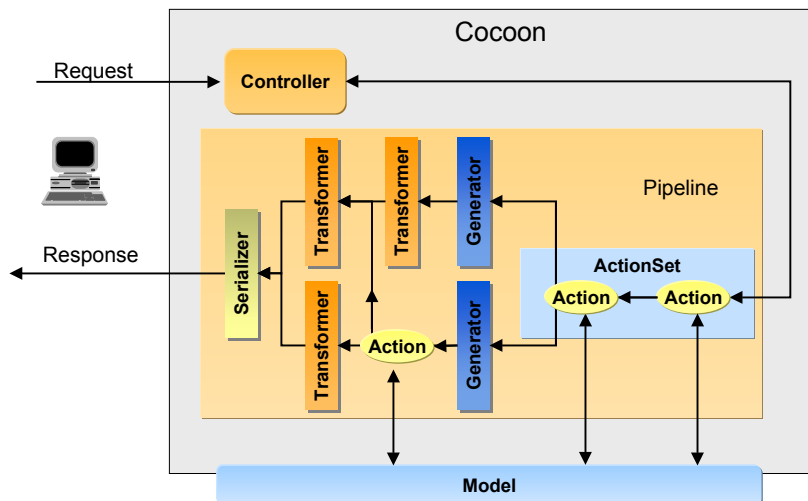 Cocoon
Request
Controller
Pipeline
Transformer
Transformer
Generator
Response
Serializer
ActionSet
Action
Action
Transformer
Action
Generator
Model